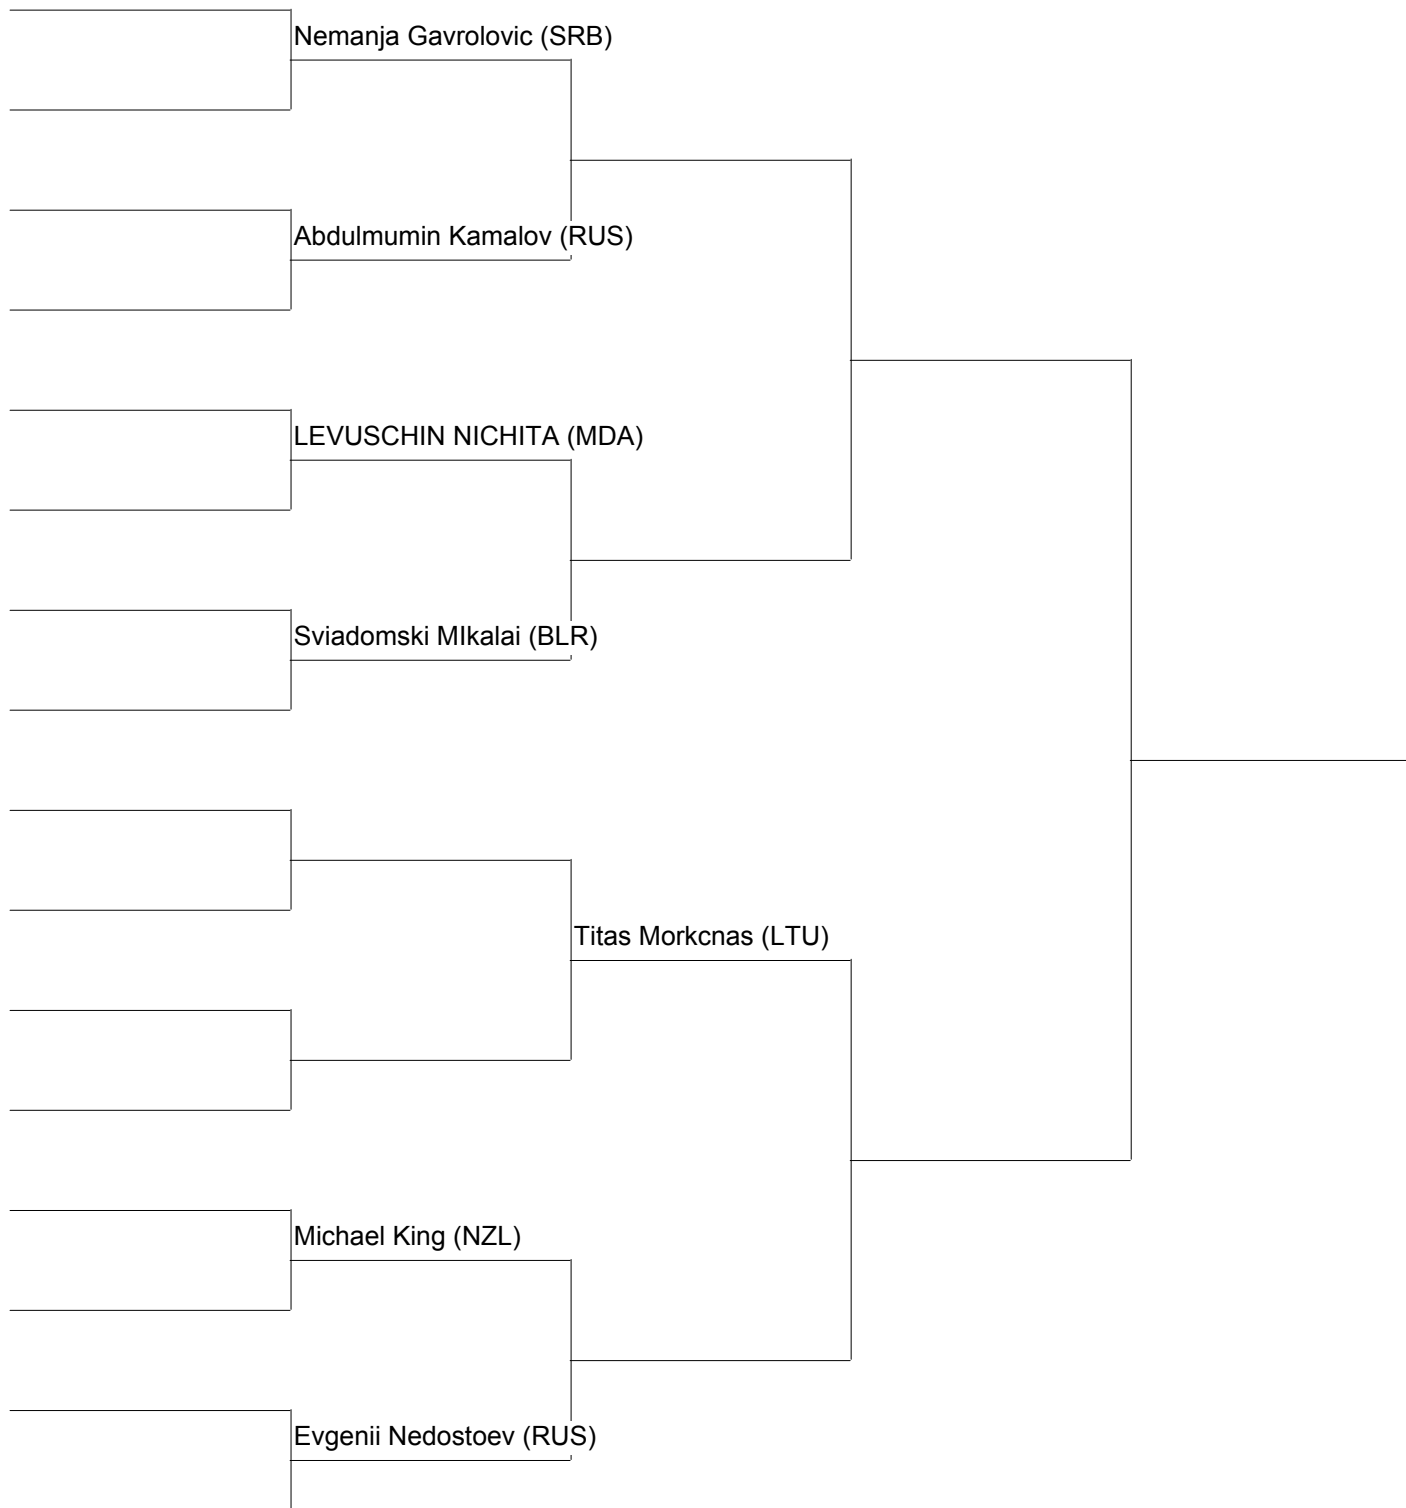 Nemanja Gavrolovic (SRB)
Abdulmumin Kamalov (RUS)
LEVUSCHIN NICHITA (MDA)
Sviadomski MIkalai (BLR)
Titas Morkcnas (LTU)
Michael King (NZL)
Evgenii Nedostoev (RUS)